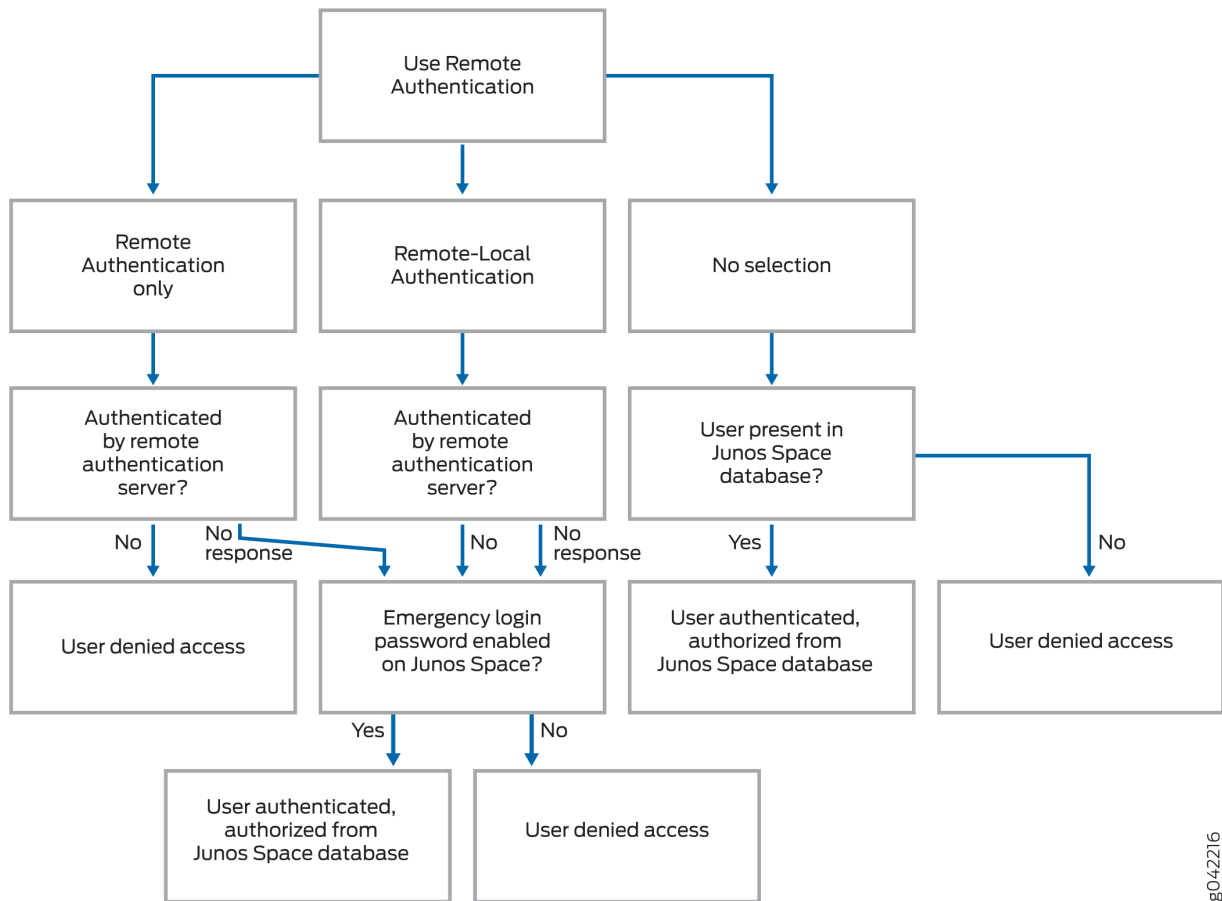 Use Remote
Authentication
Remote
Authentication
only
Remote-Local
Authentication
No selection
Authenticated
by remote
authentication
server?
Authenticated
by remote
authentication
server?
User present in
Junos Space
database?
No
No
response
No
No
response
Yes
No
User denied access
Emergency login
password enabled
on Junos Space?
User authenticated,
authorized from
Junos Space database
User denied access
Yes
No
User authenticated,
authorized from
Junos Space database
User denied access
g042216